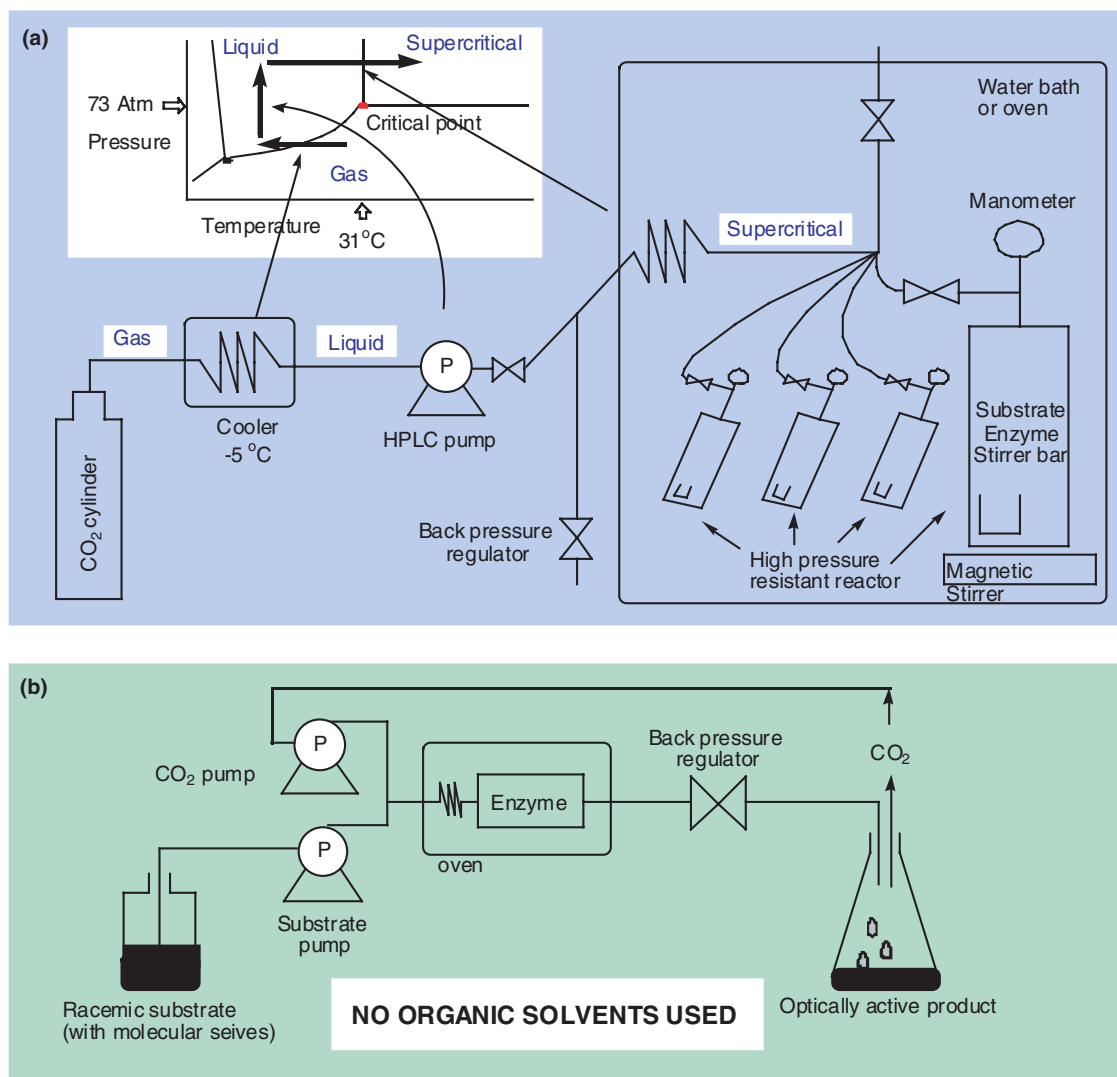 (a)
Liquid
Supercritical
73 Atm
Pressure
Critical point
Gas
Temperature
31°C
Water bath
or oven
Manometer
Supercritical
Gas
Liquid
P
Cooler
-5 °C
HPLC pump
CO₂ cylinder
Back pressure
regulator
Substrate
Enzyme
Stirrer bar
High pressure
resistant reactor
Magnetic
Stirrer
(b)
P
CO₂ pump
Back pressure
regulator
CO₂
Enzyme
oven
P
Substrate
pump
Racemic substrate
(with molecular seives)
NO ORGANIC SOLVENTS USED
Optically active product